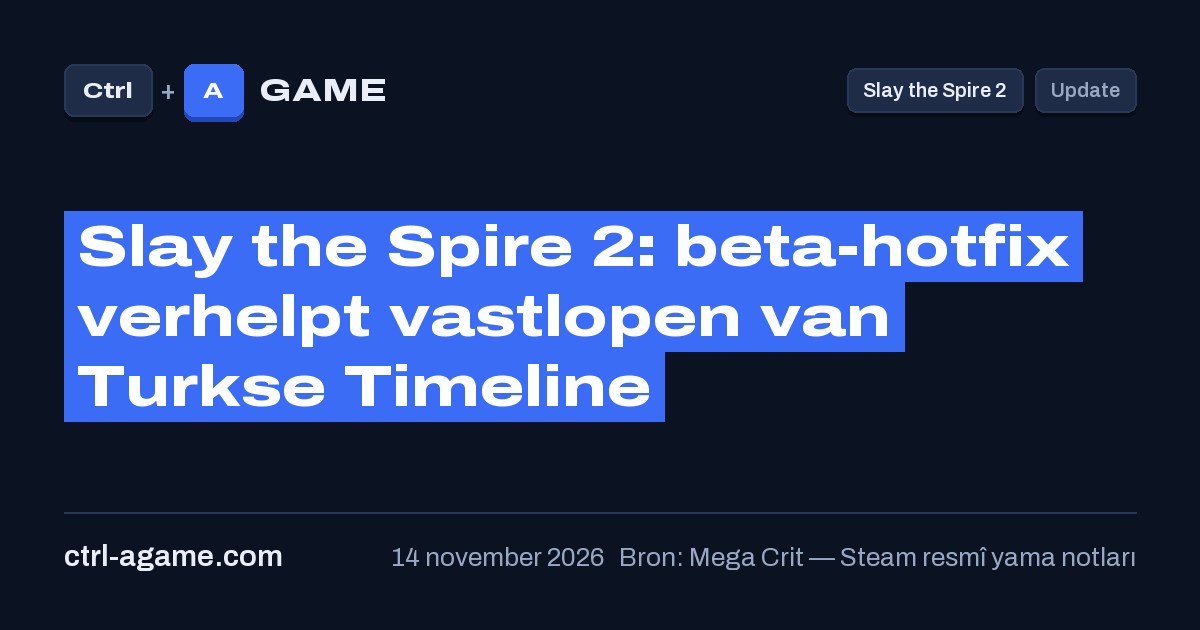 Ctrl + A GAME
Slay the Spire 2 Update
Slay the Spire 2: beta-hotfix
verhelpt vastlopen van
Turkse Timeline
ctrl-agame.com
14 november 2026 Bron: Mega Crit — Steam resmî yama notları